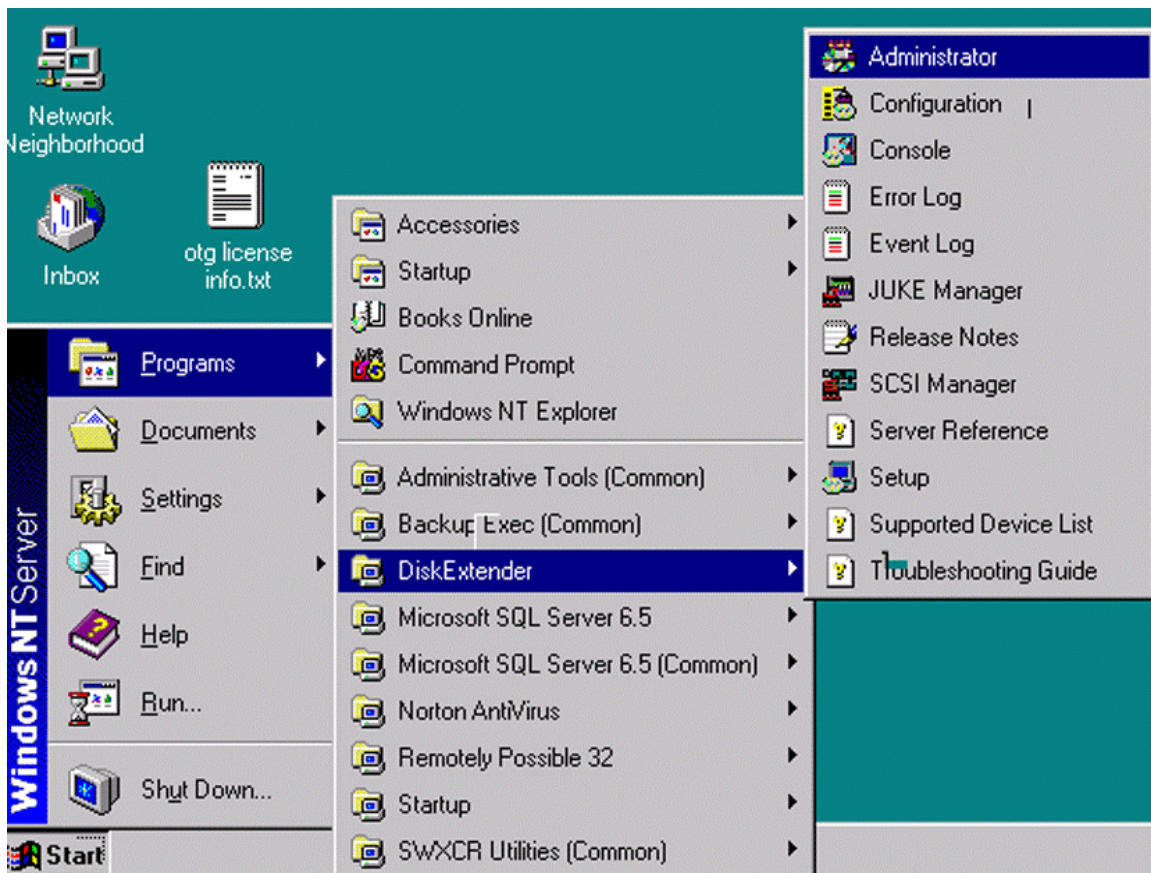 Network
Neighborhood
Inbox
otg license
info.txt
Windows NT Server
Programs
Documents
Settings
Find
Help
Run...
Shut Down...
Start
Accessories
Startup
Books Online
Command Prompt
Windows NT Explorer
Administrative Tools (Common)
Backup Exec (Common)
DiskExtender
Microsoft SQL Server 6.5
Microsoft SQL Server 6.5 (Common)
Norton AntiVirus
Remotely Possible 32
Startup
SWXCR Utilities (Common)
Administrator
Configuration
Console
Error Log
Event Log
JUKE Manager
Release Notes
SCSI Manager
Server Reference
Setup
Supported Device List
Troubleshooting Guide